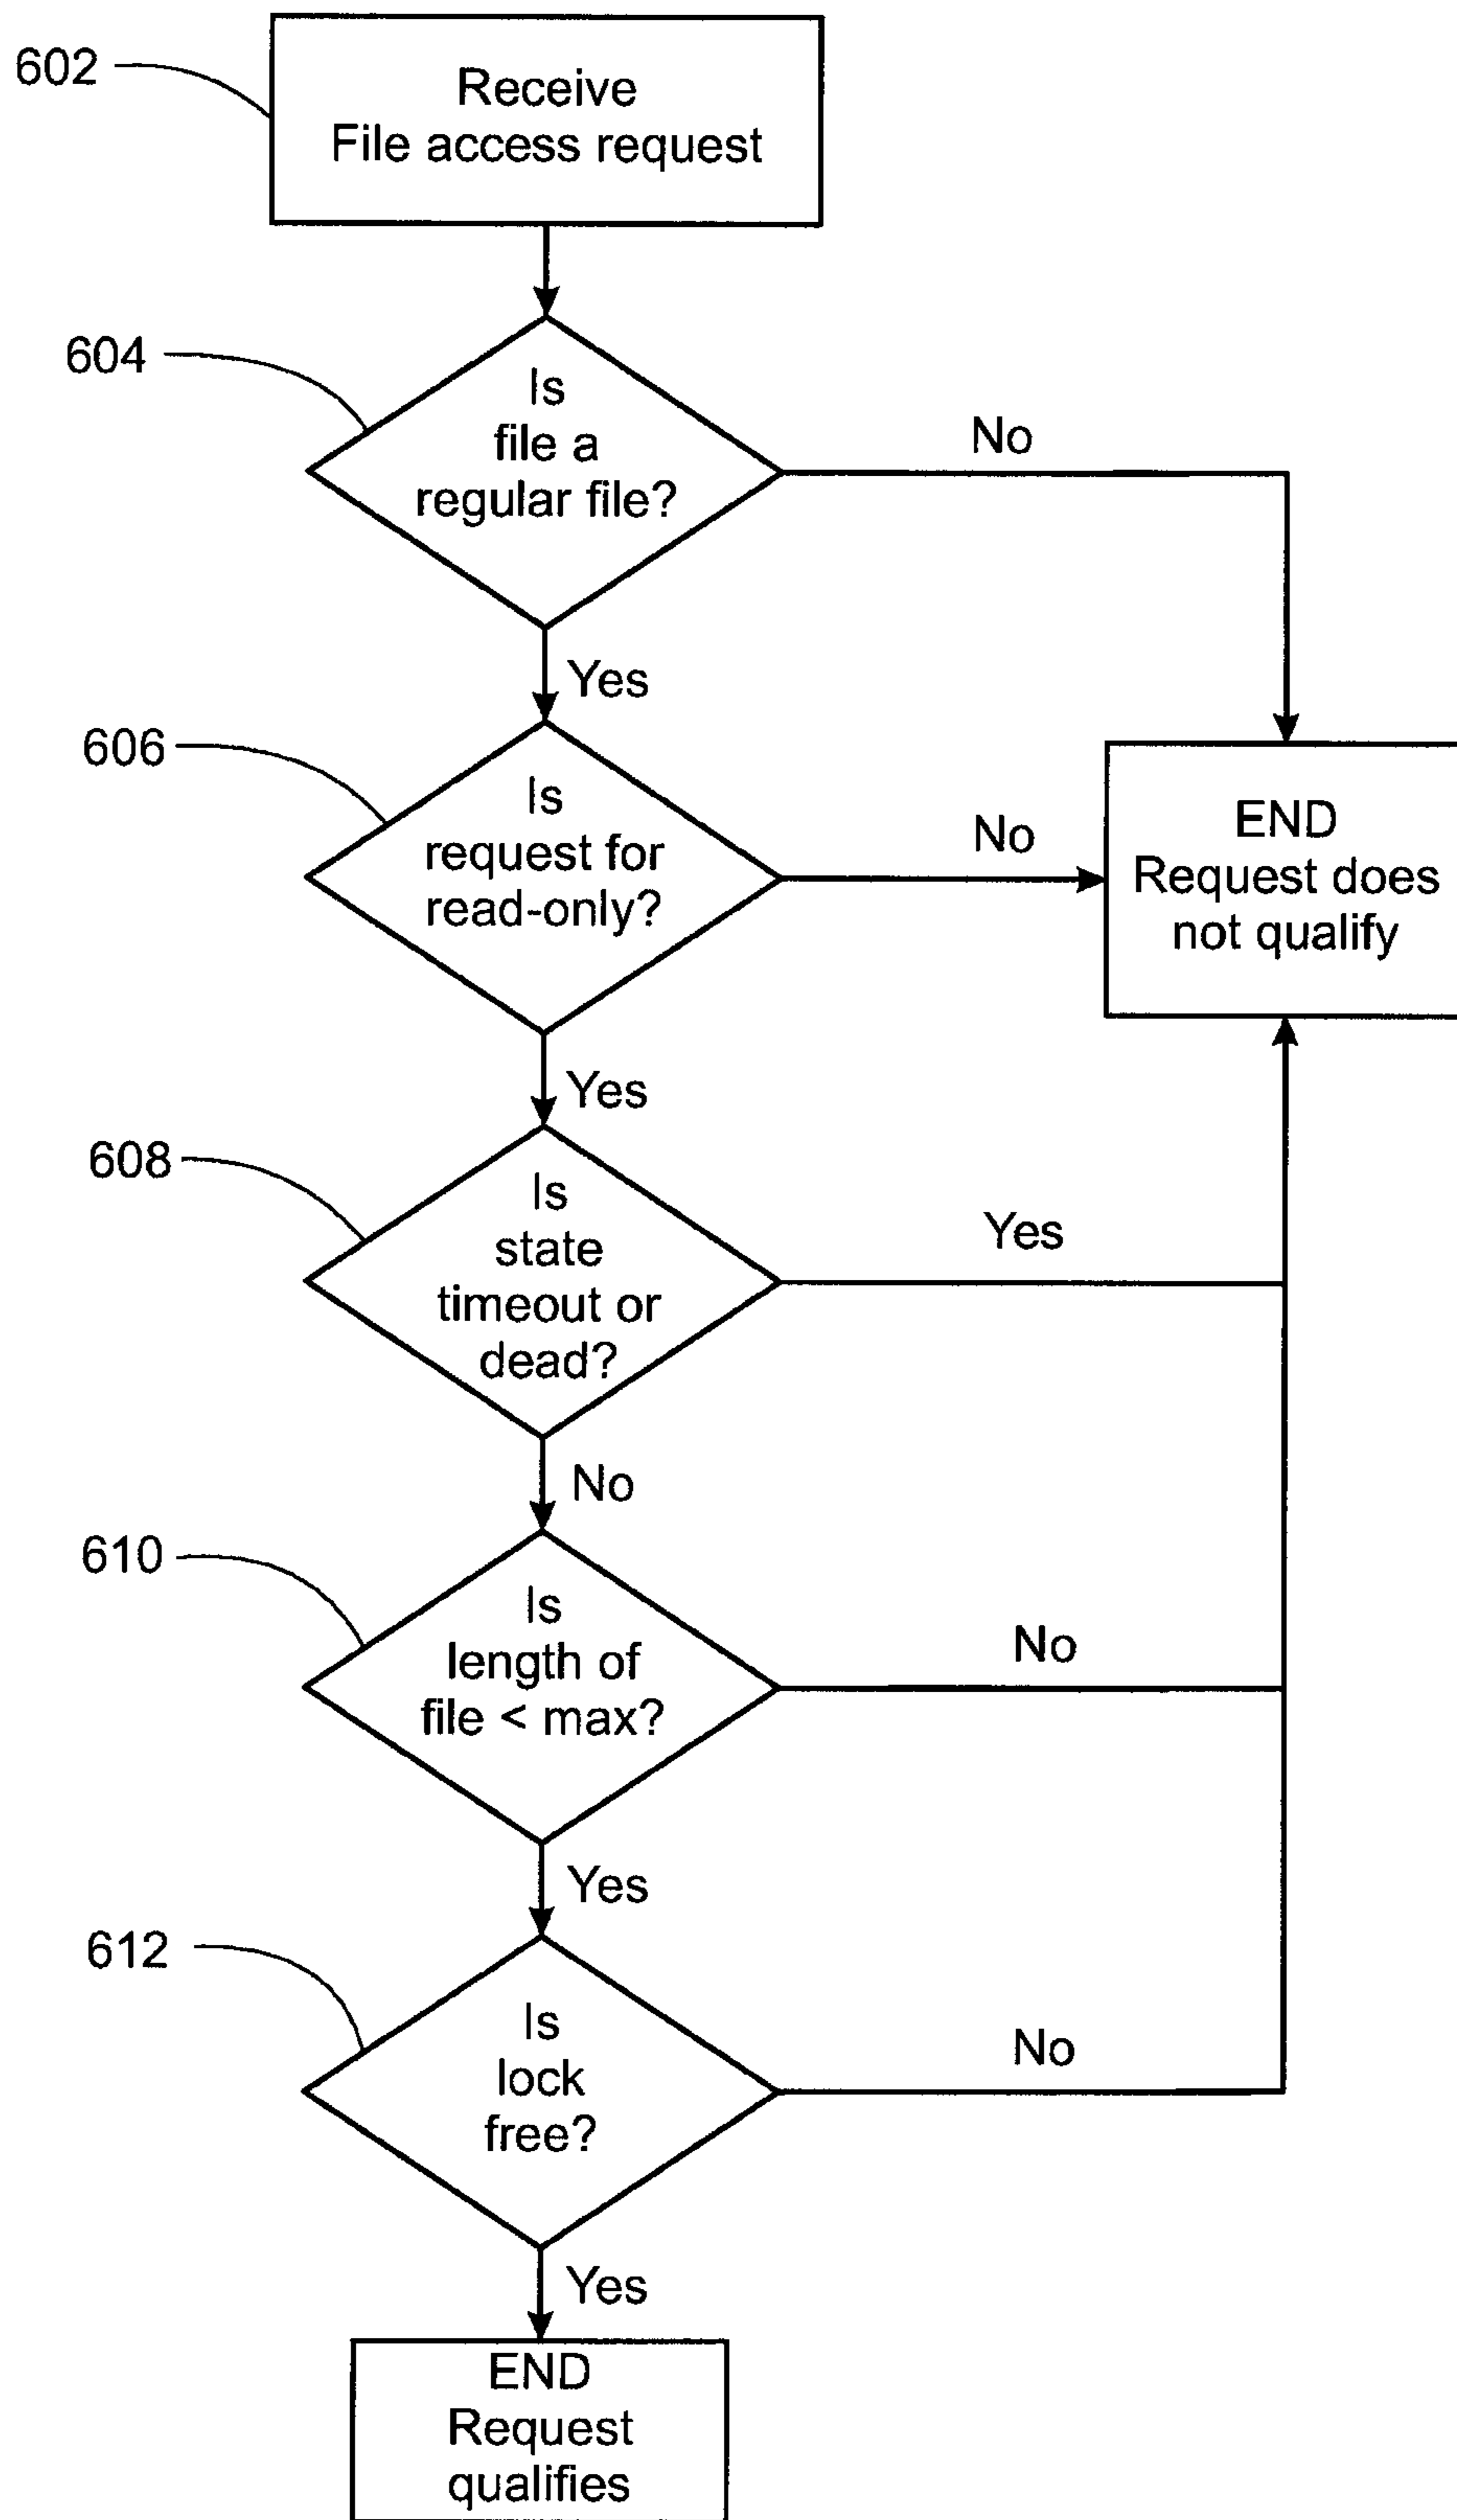 602
Receive
File access request
604
Is
file a
regular file?
No
Yes
606
Is
request for
read-only?
No
END
Request does
not qualify
Yes
608
Is
state
timeout or
dead?
Yes
No
610
Is
length of
file < max?
No
Yes
612
Is
lock
free?
No
Yes
END
Request
qualifies